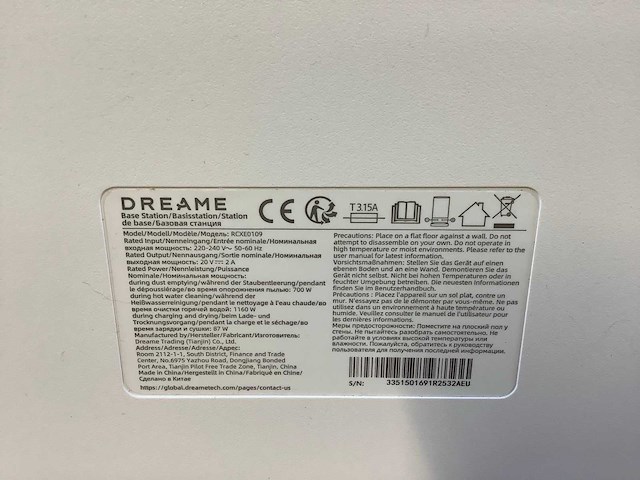 DREAME
Base Station/Basisstation/Station
de base/Базовая станция
CE
T 3.15A
Model/Modell/Modèle/Модель: RCXE0109
Rated Input/Nenneingang/Entrée nominale/Номинальная
входная мощность: 220-240 V~ 50-60 Hz
Rated Output/Nennausgang/Sortie nominale/Номинальная
выходная мощность: 20 V⎓ 2 A
Rated Power/Nennleistung/Puissance
Nominale/Номинальная мощность:
during dust emptying/während der Staubentleerung/pendant
le dépoussiérage/во время опорожнения пылью: 700 W
during hot water cleaning/während der
Heißwasserreinigung/pendant le nettoyage à l'eau chaude/во
время очистки горячей водой: 1160 W
during charging and drying/beim Lade- und
Trocknungsvorgang/pendant la charge et le séchage/во
время зарядки и сушки: 67 W
Manufactured by/Hersteller/Fabricant/Изготовитель:
Dreame Trading (Tianjin) Co., Ltd.
Address/Adresse/Adresse/Адрес:
Room 2112-1-1, South District, Finance and Trade
Center, No.6975 Yazhou Road, Dongjiang Bonded
Port Area, Tianjin Pilot Free Trade Zone, Tianjin, China
Made in China/Hergestellt in China/Fabriqué en Chine/
Сделано в Китае
https://global.dreametech.com/pages/contact-us
Precautions: Place on a flat floor against a wall. Do not
attempt to disassemble on your own. Do not operate in
high temperature or moist environments. Please refer to the
user manual for latest information.
Vorsichtsmaßnahmen: Stellen Sie das Gerät auf einen
ebenen Boden und an eine Wand. Demontieren Sie das
Gerät nicht selbst. Nicht bei hohen Temperaturen oder in
feuchter Umgebung. Die neuesten Informationen
finden Sie im Benutzerhandbuch.
Précautions : Placez l'appareil sur un sol plat, contre un
mur. N'essayez pas de le démonter par vous-même. Ne pas
utiliser dans un environnement à haute température ou
humide. Veuillez consulter le manuel de l'utilisateur pour
les dernières informations.
Меры предосторожности: Поместите на плоский пол у
стены. Не пытайтесь разобрать самостоятельно. Не
работайте в условиях высокой температуры или
влажности. Пожалуйста, обратитесь к руководству
пользователя для получения последней информации.
S/N: 3351501691R2532AEU